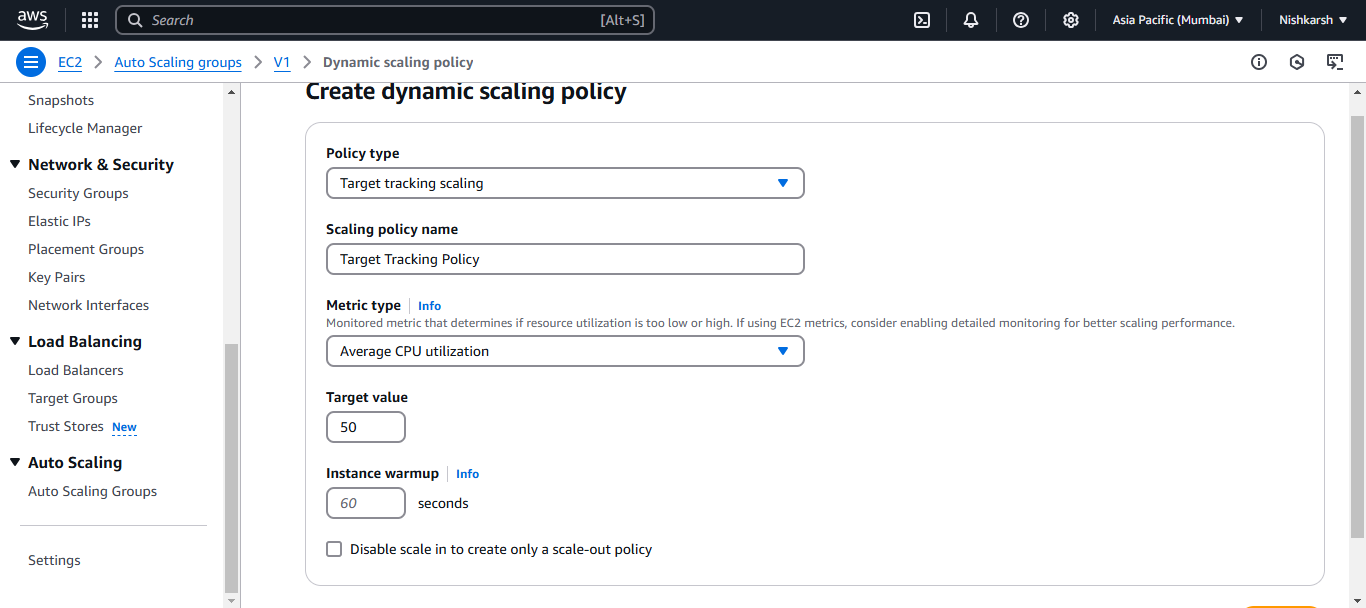 aws
Search [Alt+S]
Asia Pacific (Mumbai)
Nishkarsh
EC2 Auto Scaling groups V1 Dynamic scaling policy
Snapshots
Lifecycle Manager
Network & Security
Security Groups
Elastic IPs
Placement Groups
Key Pairs
Network Interfaces
Load Balancing
Load Balancers
Target Groups
Trust Stores New
Auto Scaling
Auto Scaling Groups
Settings
Create dynamic scaling policy
Policy type
Target tracking scaling
Scaling policy name
Target Tracking Policy
Metric type Info
Monitored metric that determines if resource utilization is too low or high. If using EC2 metrics, consider enabling detailed monitoring for better scaling performance.
Average CPU utilization
Target value
50
Instance warmup Info
60 seconds
Disable scale in to create only a scale-out policy